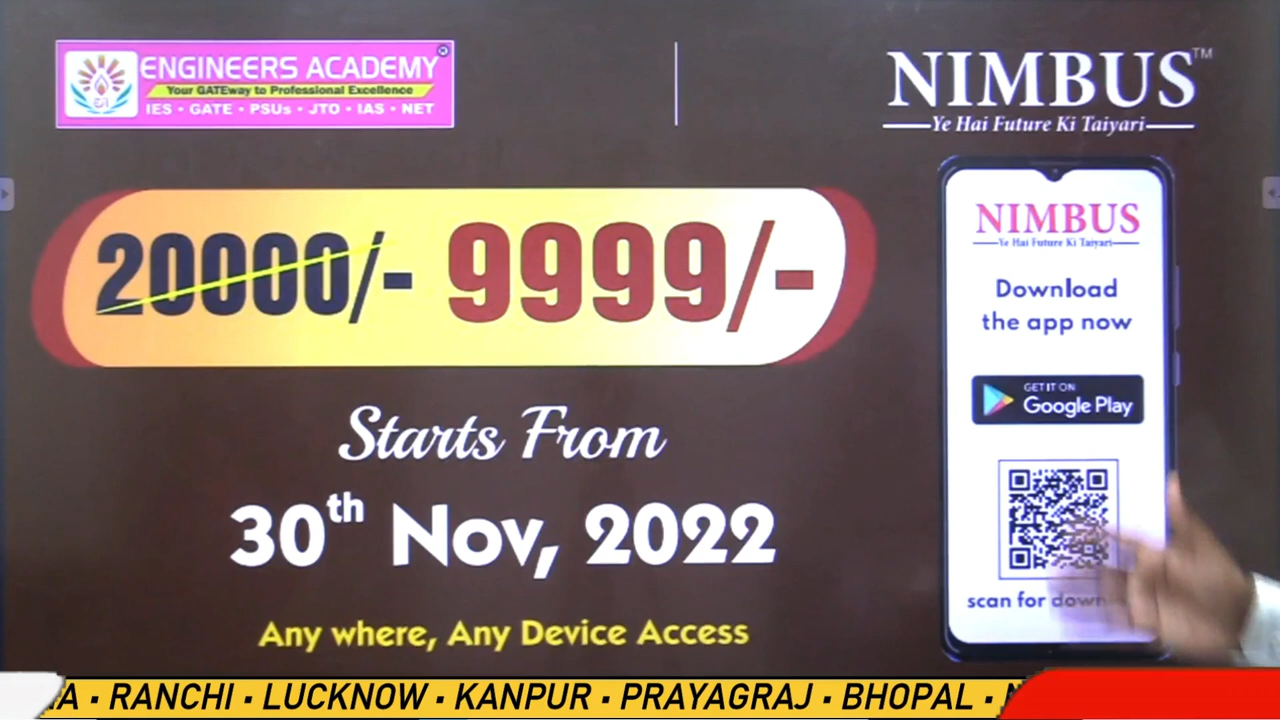 ENGINEERS ACADEMY ®
Your GATEway to Professional Excellence
IES • GATE • PSUs • JTO • IAS • NET
NIMBUS™
Ye Hai Future Ki Taiyari
20000/- 9999/-
Starts From
30th Nov, 2022
Any where, Any Device Access
NIMBUS
Ye Hai Future Ki Taiyari
Download
the app now
GET IT ON
Google Play
scan for
RANCHI • LUCKNOW • KANPUR • PRAYAGRAJ • BHOPAL •